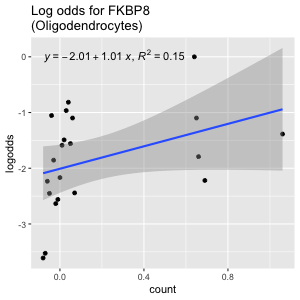 Log odds for FKBP8
(Oligodendrocytes)
y = −2.01 + 1.01 x, R² = 0.15
0
-1
-2
-3
logodds
0.0 0.4 0.8
count